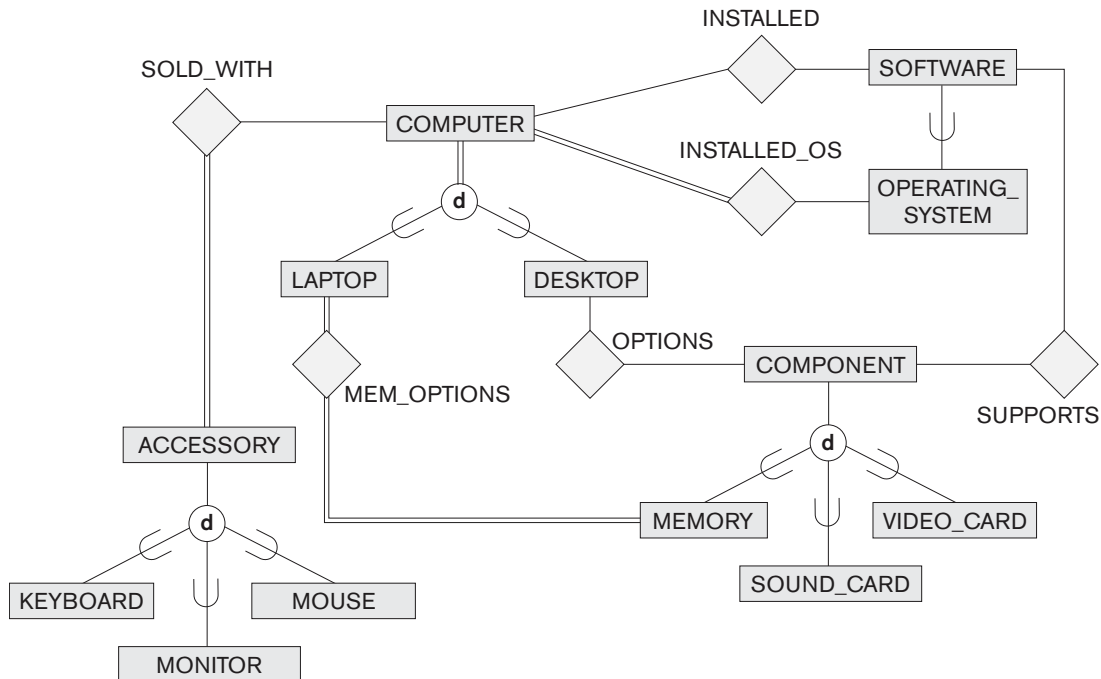 INSTALLED
SOLD_WITH
SOFTWARE
COMPUTER
INSTALLED_OS
OPERATING_
SYSTEM
d
LAPTOP
DESKTOP
OPTIONS
COMPONENT
MEM_OPTIONS
SUPPORTS
ACCESSORY
d
MEMORY
VIDEO_CARD
d
SOUND_CARD
KEYBOARD
MOUSE
MONITOR